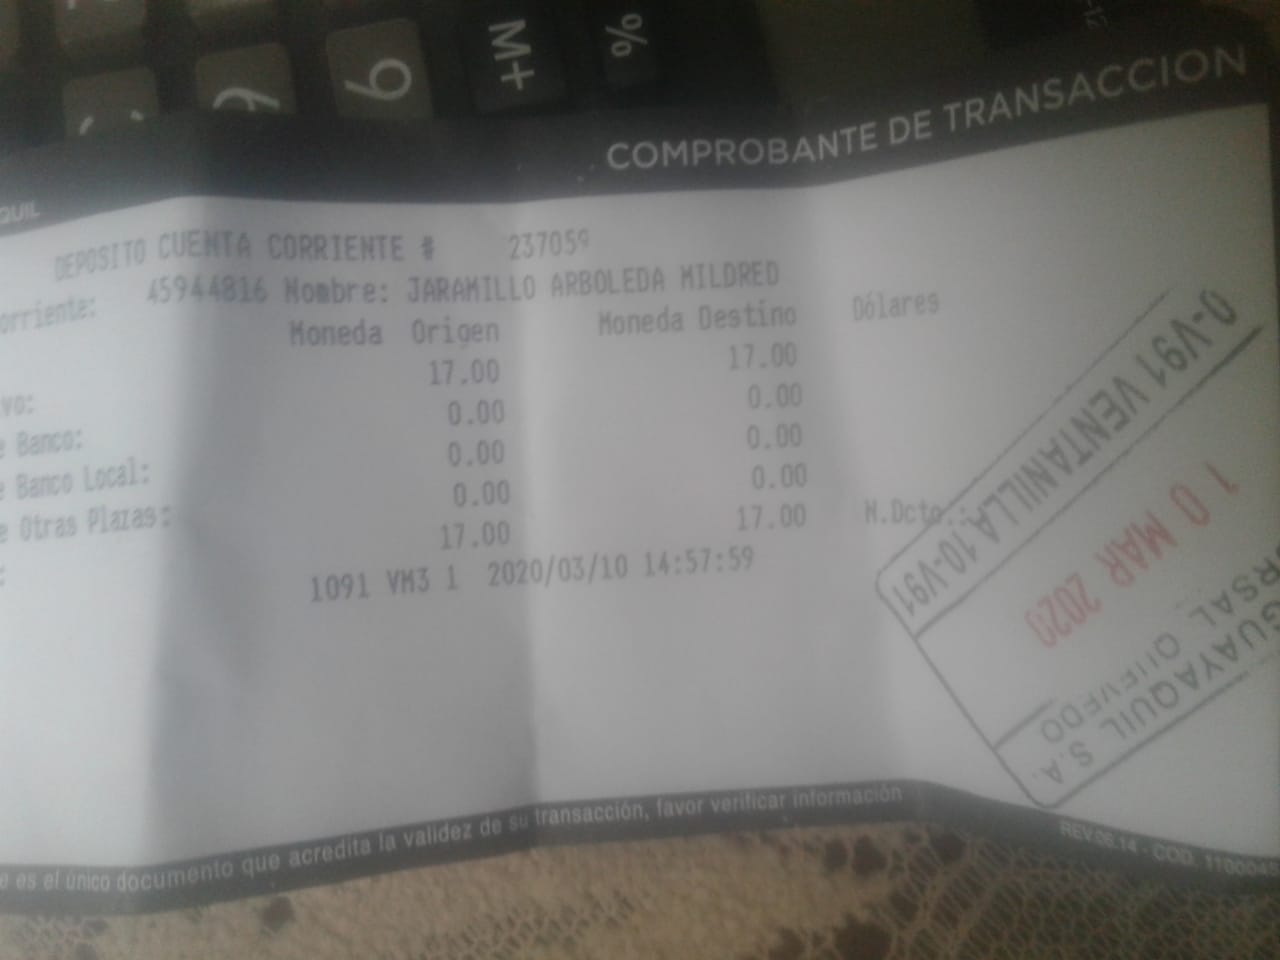 9 M+ %
COMPROBANTE DE TRANSACCION
QUIL
DEPOSITO CUENTA CORRIENTE # 237059
orriente: 45944816 Nombre: JARAMILLO ARBOLEDA MILDRED
Moneda Origen Moneda Destino Dólares
17.00 17.00
vo: 0.00 0.00
e Banco: 0.00 0.00
e Banco Local: 0.00 0.00
e Otras Plazas: 17.00 17.00 N.Dcto.:
: 1091 VM3 1 2020/03/10 14:57:59
0-V91 VENTANILLA 10-V91
10 MAR 2020
GUAYAQUIL S.A.
RSAL QUEVEDO
e es el único documento que acredita la validez de su transacción, favor verificar información
REV.06.14 - COD.